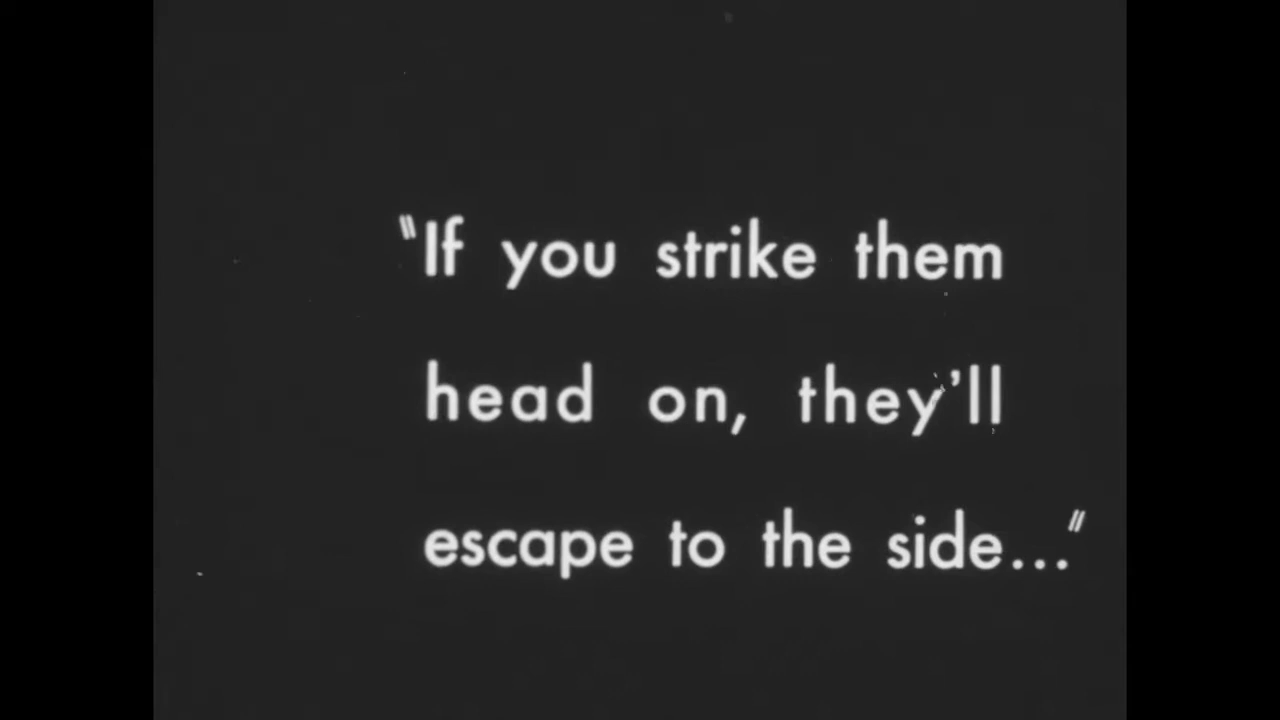 "If you strike them
head on, they'll
escape to the side..."